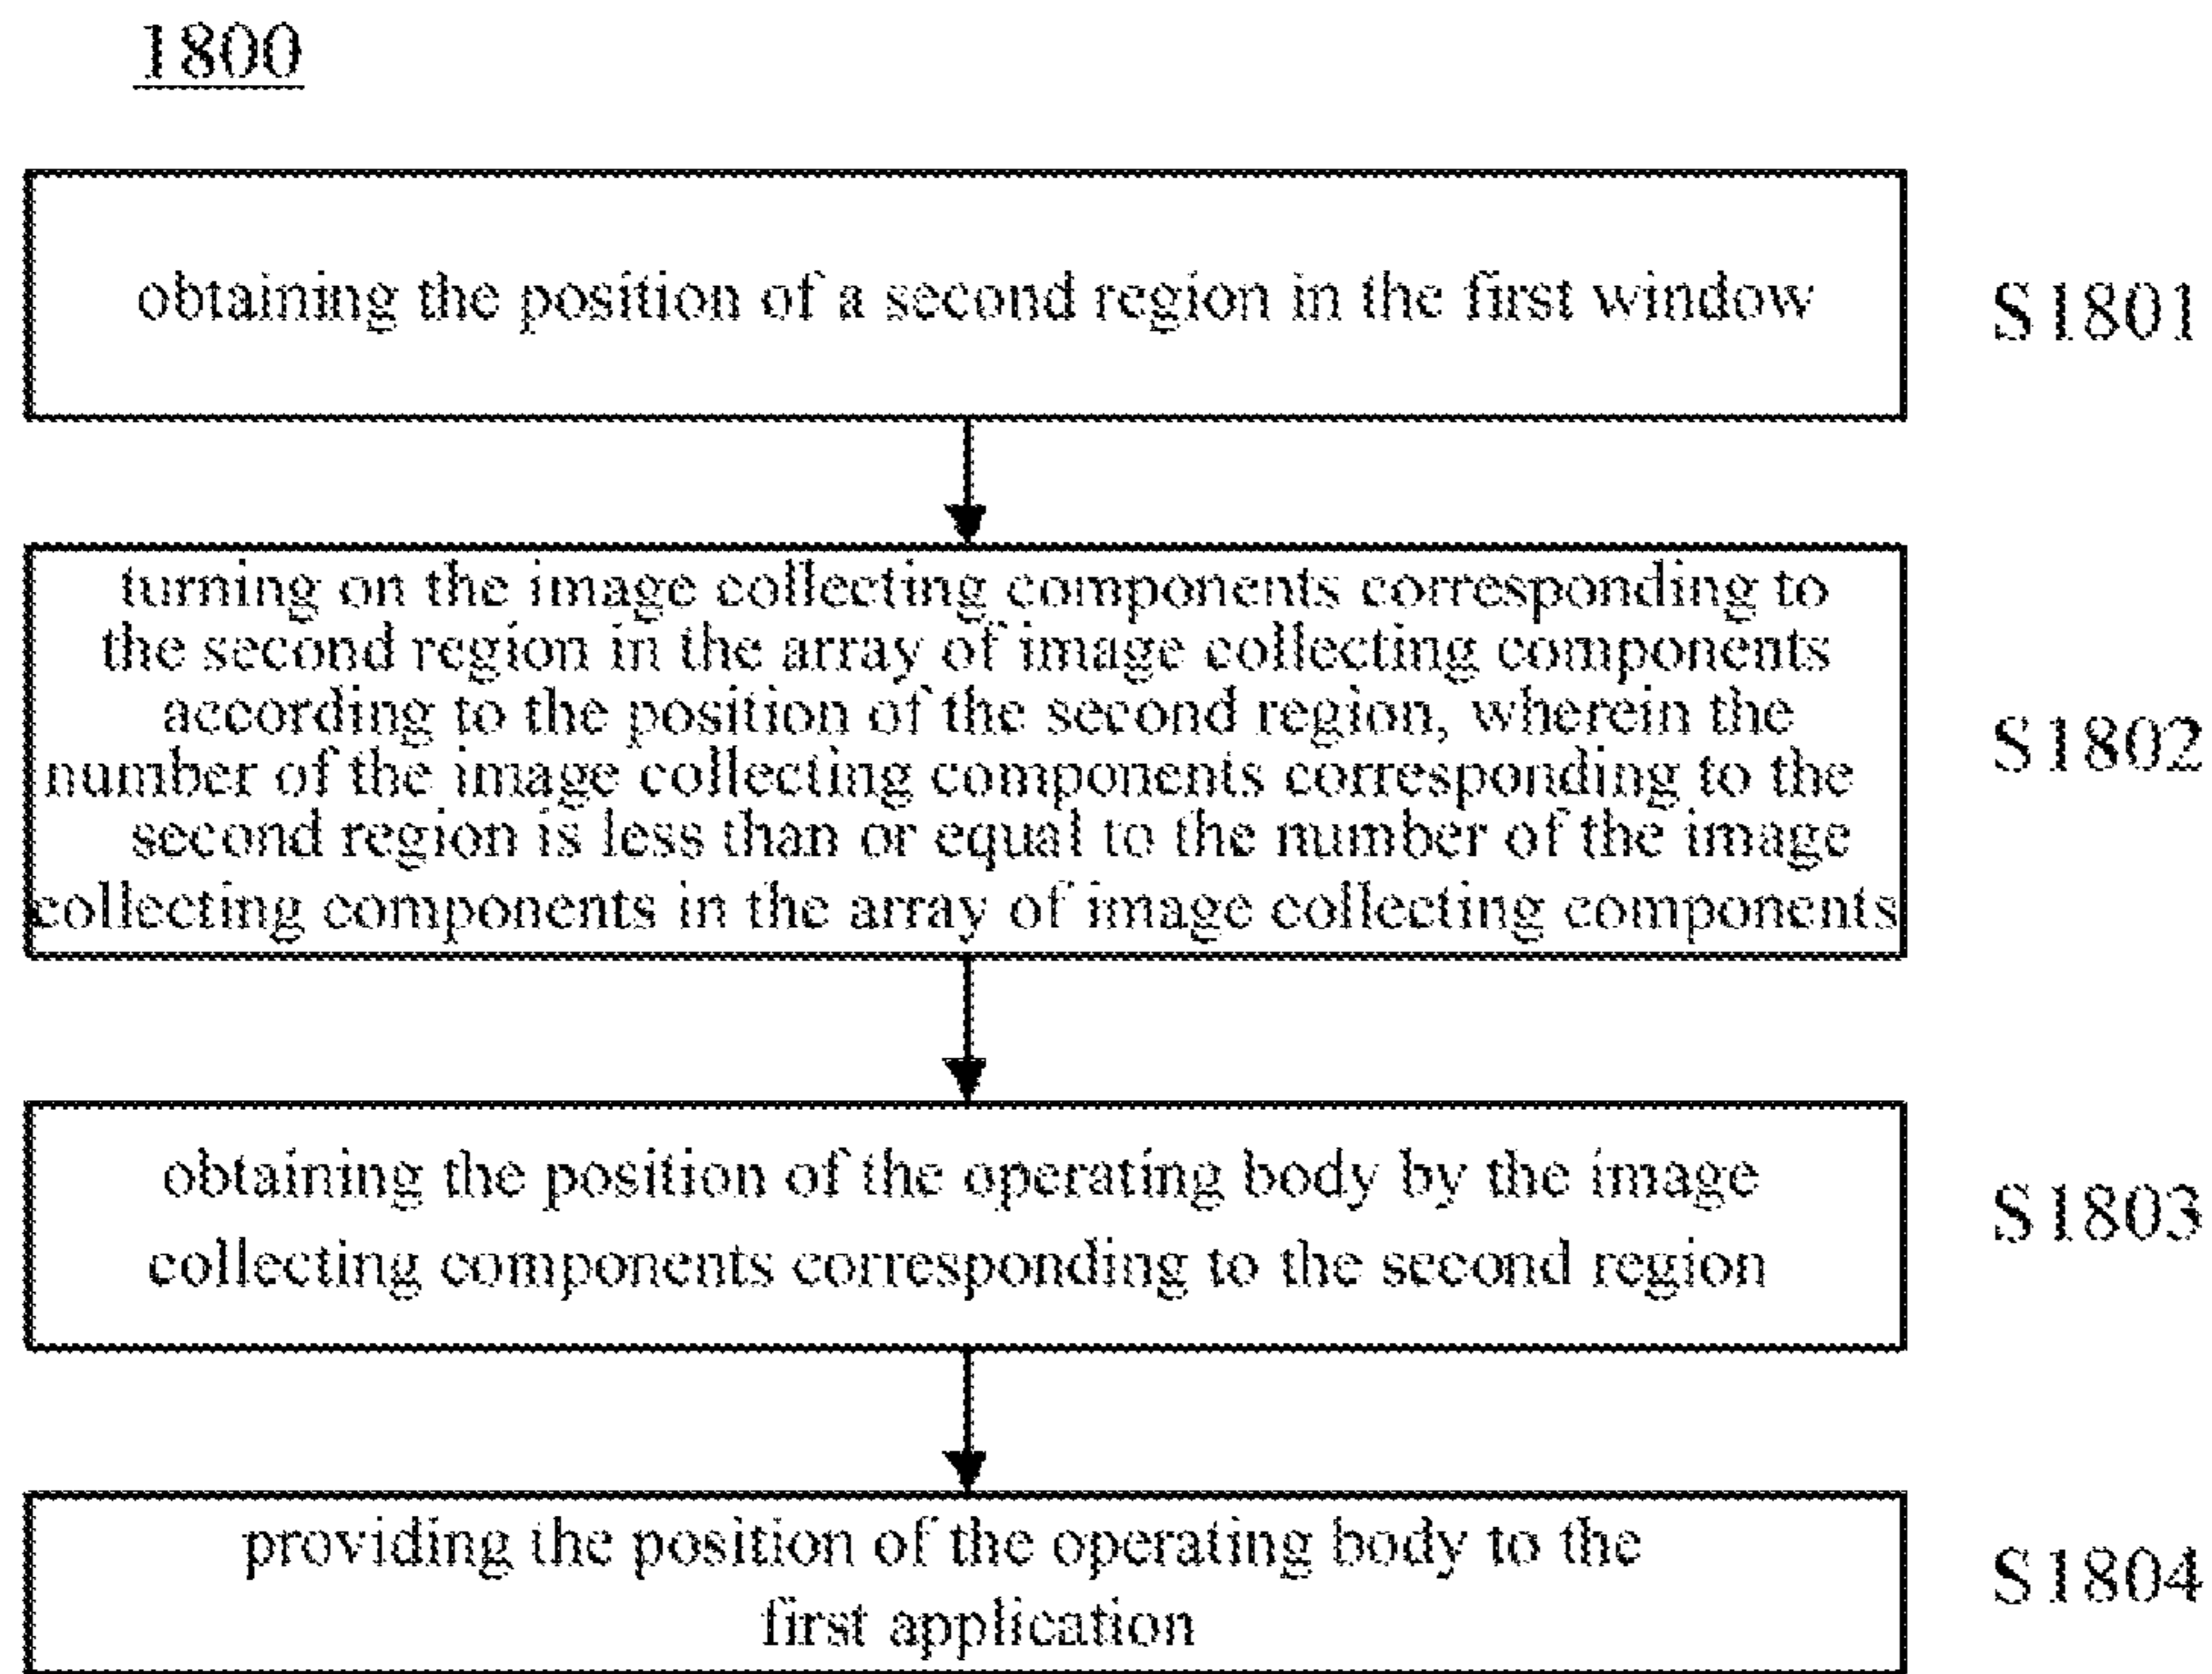 1800
obtaining the position of a second region in the first window
S1801
turning on the image collecting components corresponding to
the second region in the array of image collecting components
according to the position of the second region, wherein the
number of the image collecting components corresponding to the
second region is less than or equal to the number of the image
collecting components in the array of image collecting components
S1802
obtaining the position of the operating body by the image
collecting components corresponding to the second region
S1803
providing the position of the operating body to the
first application
S1804